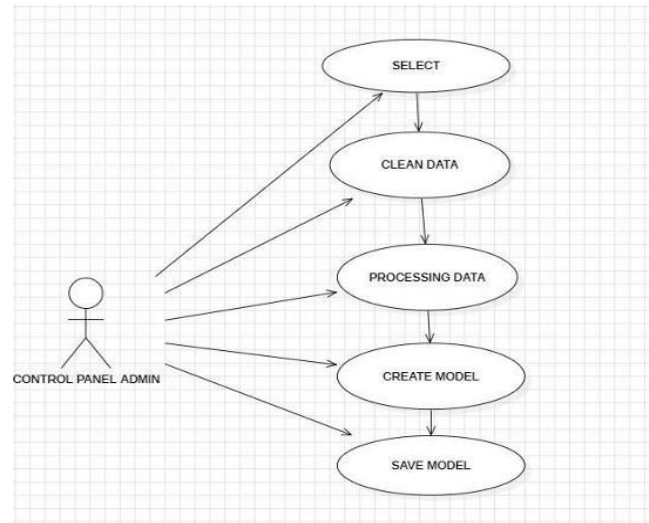 SELECT
CLEAN DATA
PROCESSING DATA
CONTROL PANEL ADMIN
CREATE MODEL
SAVE MODEL